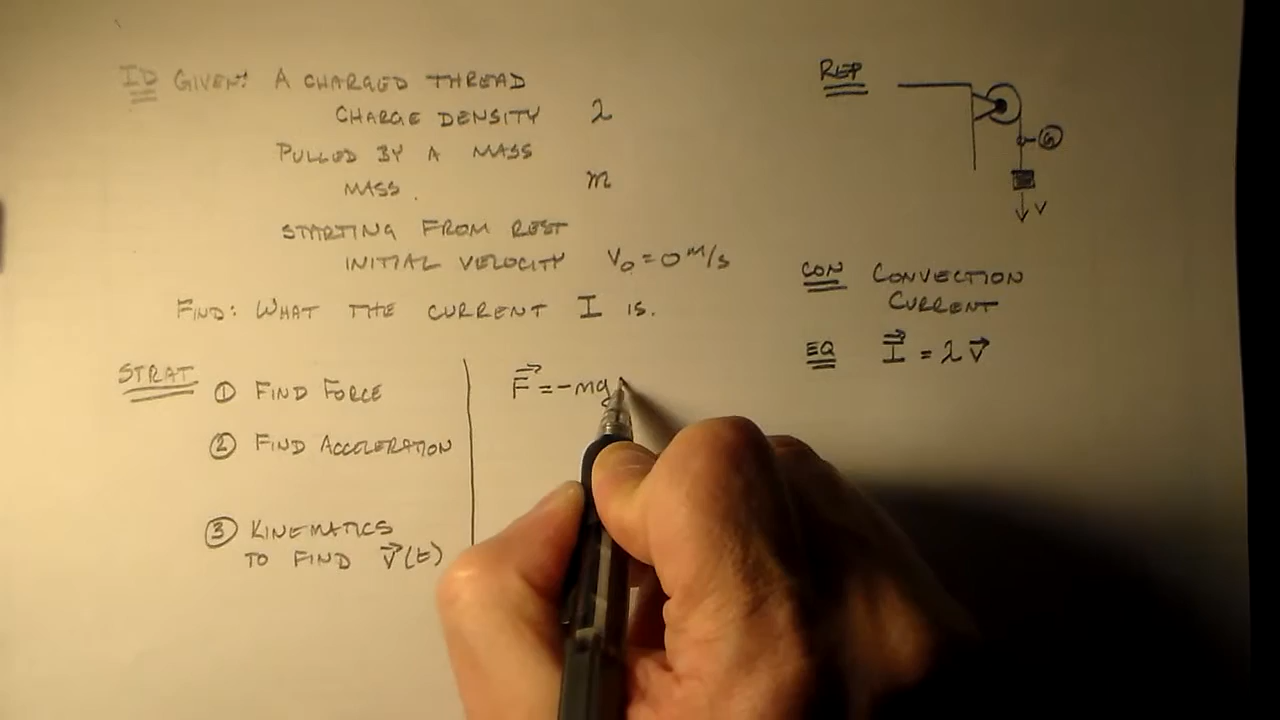 ID GIVEN: A CHARGED THREAD
CHARGE DENSITY λ
PULLED BY A MASS
MASS. m
STARTING FROM REST
INITIAL VELOCITY V₀ = 0 m/s
FIND: WHAT THE CURRENT I IS.
REP
G
V
CON CONVECTION
CURRENT
EQ I⃗ = λ v⃗
STRAT ① FIND FORCE
② FIND ACCELERATION
③ KINEMATICS
TO FIND v⃗(t)
F⃗ = -mg